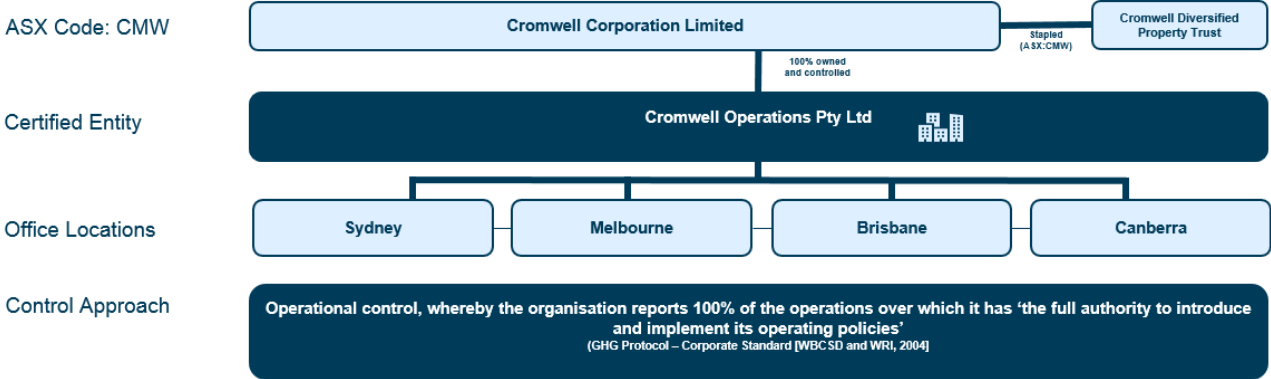 ASX Code: CMW
Cromwell Corporation Limited
Stapled
(ASX:CMW)
Cromwell Diversified
Property Trust
100% owned
and controlled
Certified Entity
Cromwell Operations Pty Ltd
Office Locations
Sydney
Melbourne
Brisbane
Canberra
Control Approach
Operational control, whereby the organisation reports 100% of the operations over which it has ‘the full authority to introduce
and implement its operating policies’
(GHG Protocol – Corporate Standard [WBCSD and WRI, 2004]